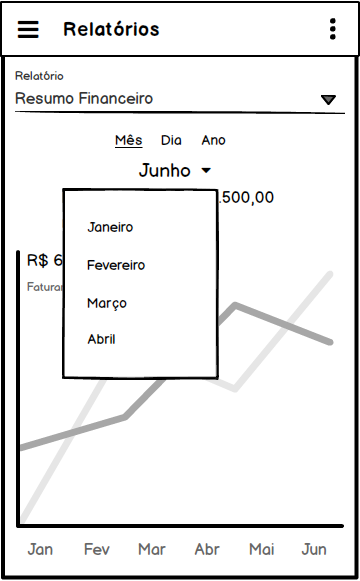 Relatórios
Relatório
Resumo Financeiro
Mês Dia Ano
Junho
.500,00
Janeiro
R$ 6
Fevereiro
Março
Abril
Jan Fev Mar Abr Mai Jun